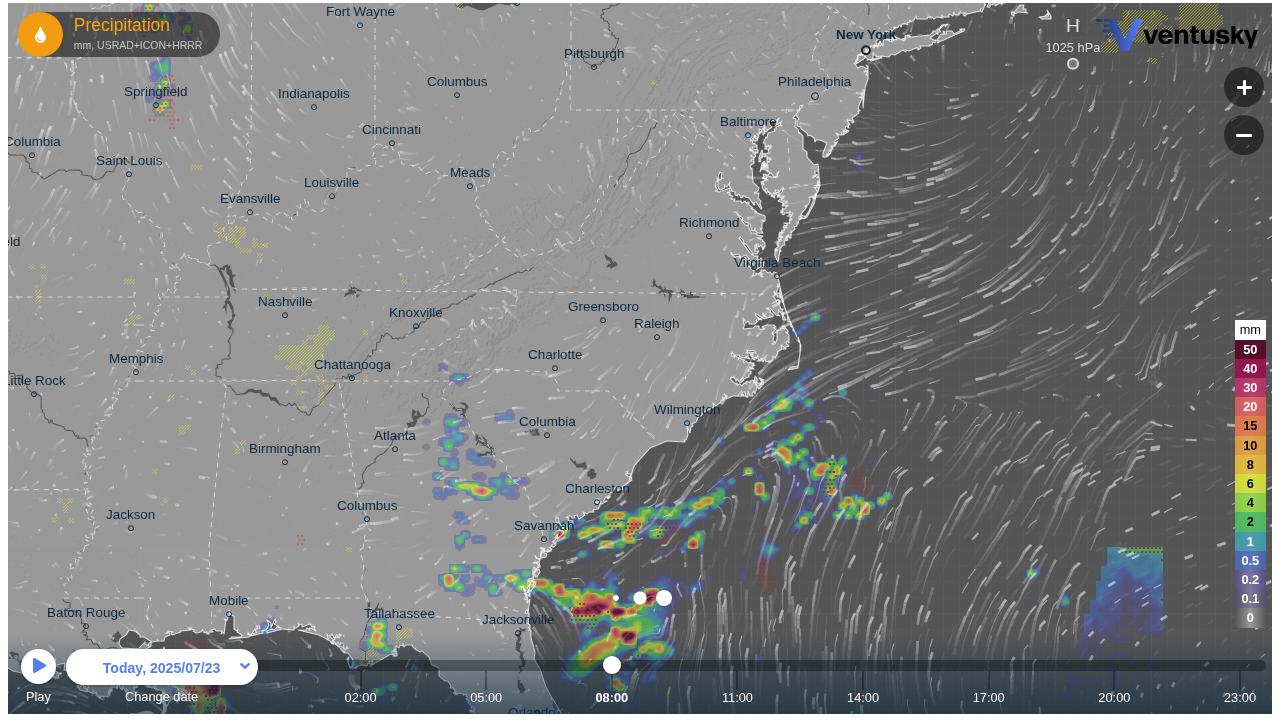 Precipitation
mm, USRAD+ICON+HRRR
Fort Wayne
Pittsburgh
New York
H
1025 hPa
ventusky
Springfield
Indianapolis
Columbus
Philadelphia
Columbia
Cincinnati
Baltimore
Saint Louis
Louisville
Meads
Evansville
Richmond
eld
Virginia Beach
Nashville
Knoxville
Greensboro
Raleigh
Memphis
Chattanooga
Charlotte
Little Rock
Wilmington
Birmingham
Atlanta
Columbia
Jackson
Columbus
Charleston
Savannah
Baton Rouge
Mobile
Tallahassee
Jacksonville
Orlando
mm
50
40
30
20
15
10
8
6
4
2
1
0.5
0.2
0.1
0
Today, 2025/07/23
Play
Change date
02:00
05:00
08:00
11:00
14:00
17:00
20:00
23:00